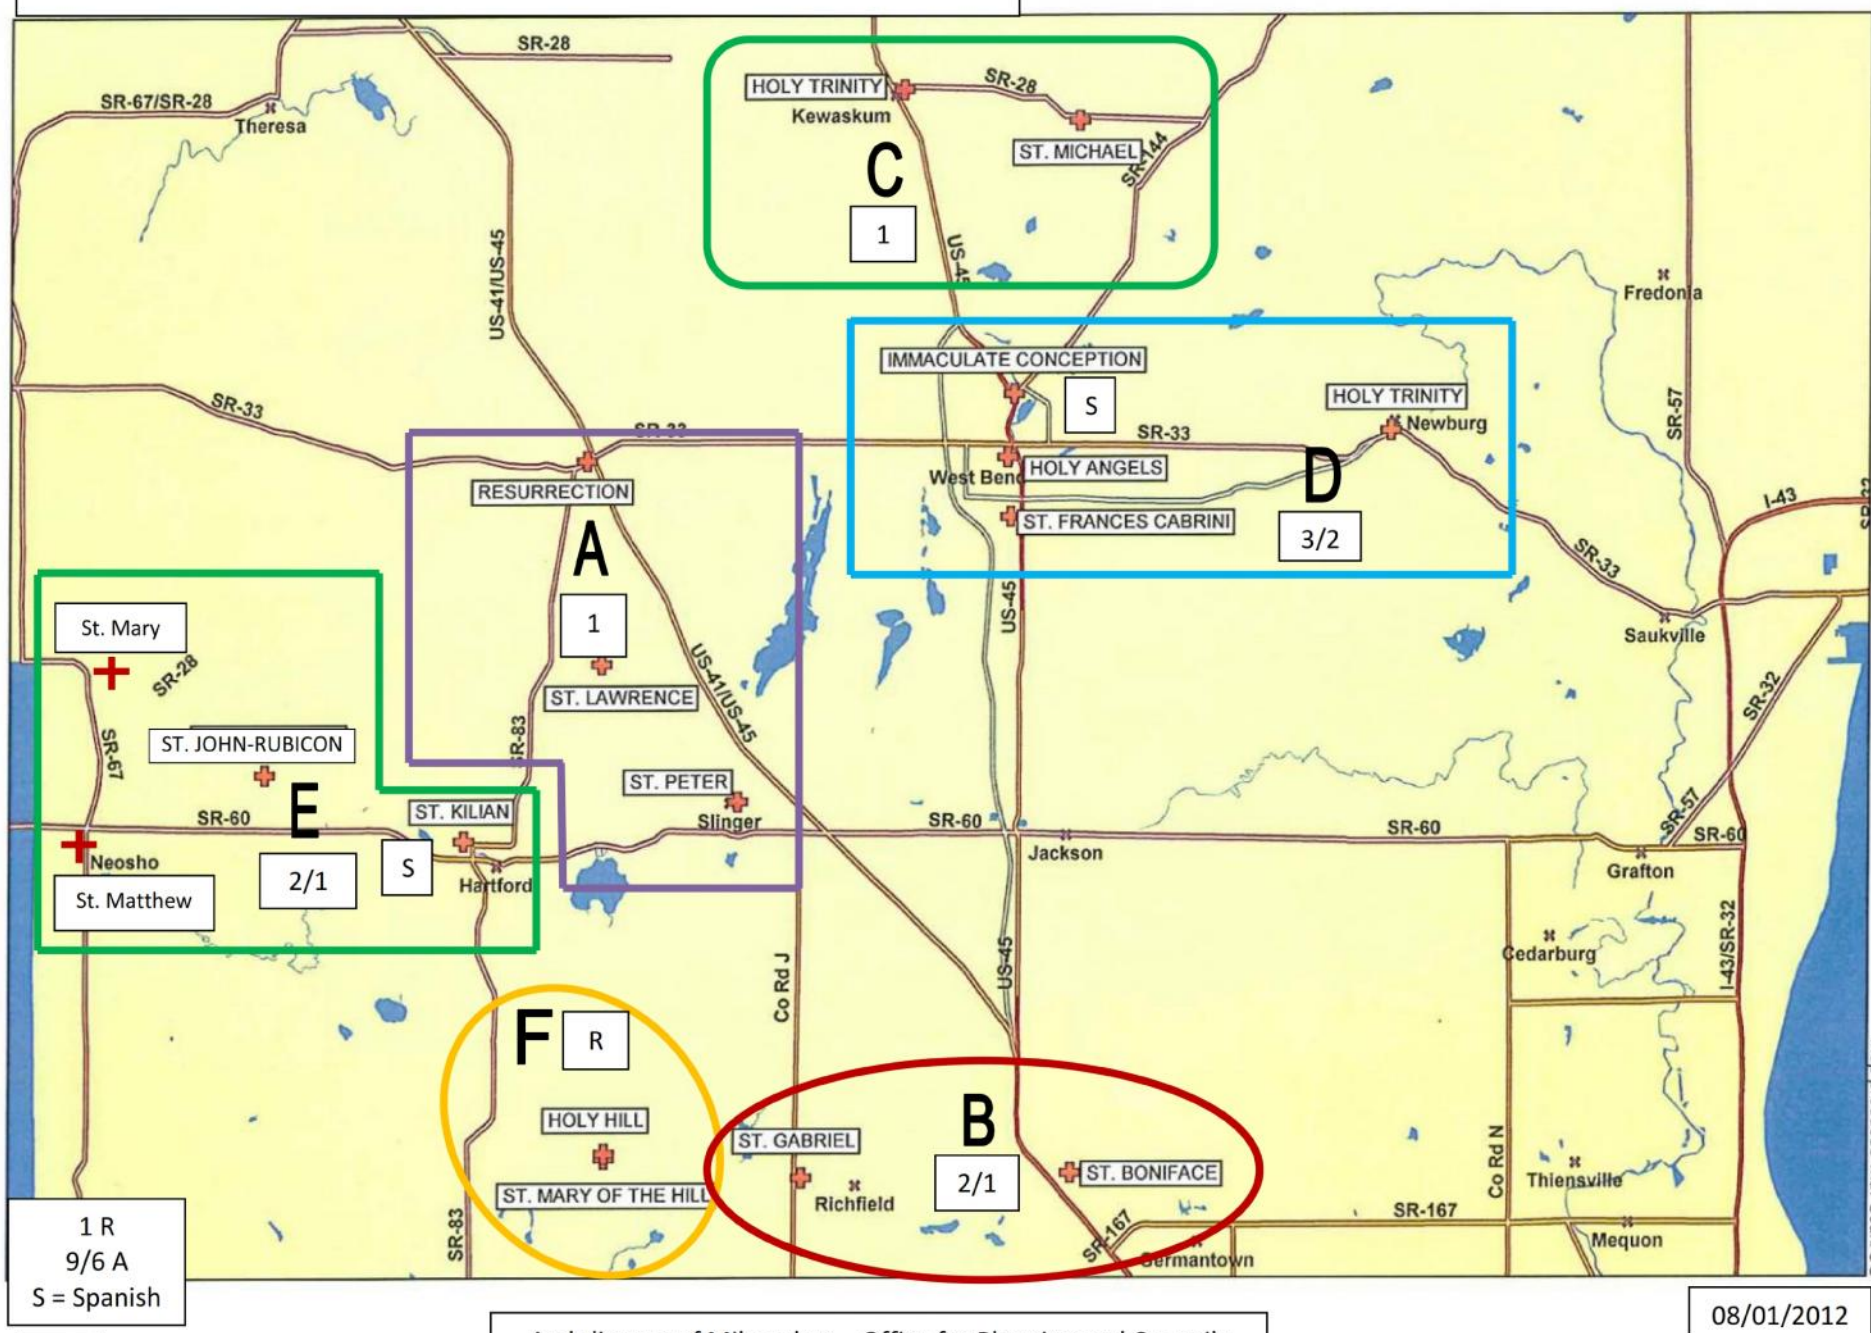 SR-28
SR-67/SR-28
Theresa
HOLY TRINITY
Kewaskum
SR-28
ST. MICHAEL
SR-144
C
1
US-45
US-41/US-45
Fredonia
IMMACULATE CONCEPTION
S
HOLY TRINITY
Newburg
SR-57
SR-33
SR-33
SR-33
West Bend
HOLY ANGELS
D
ST. FRANCES CABRINI
3/2
I-43
SR-33
RESURRECTION
A
1
ST. LAWRENCE
US-41/US-45
US-45
Saukville
SR-32
St. Mary
SR-28
SR-67
ST. JOHN-RUBICON
SR-83
ST. PETER
Slinger
E
ST. KILIAN
SR-60
SR-60
SR-60
SR-57
SR-60
Neosho
2/1
S
Hartford
Jackson
Grafton
St. Matthew
Cedarburg
I-43/SR-32
US-45
Co Rd J
F
R
HOLY HILL
ST. MARY OF THE HILL
ST. GABRIEL
Richfield
B
2/1
ST. BONIFACE
Co Rd N
Thiensville
SR-83
SR-167
SR-167
Germantown
Mequon
1 R
9/6 A
S = Spanish
08/01/2012